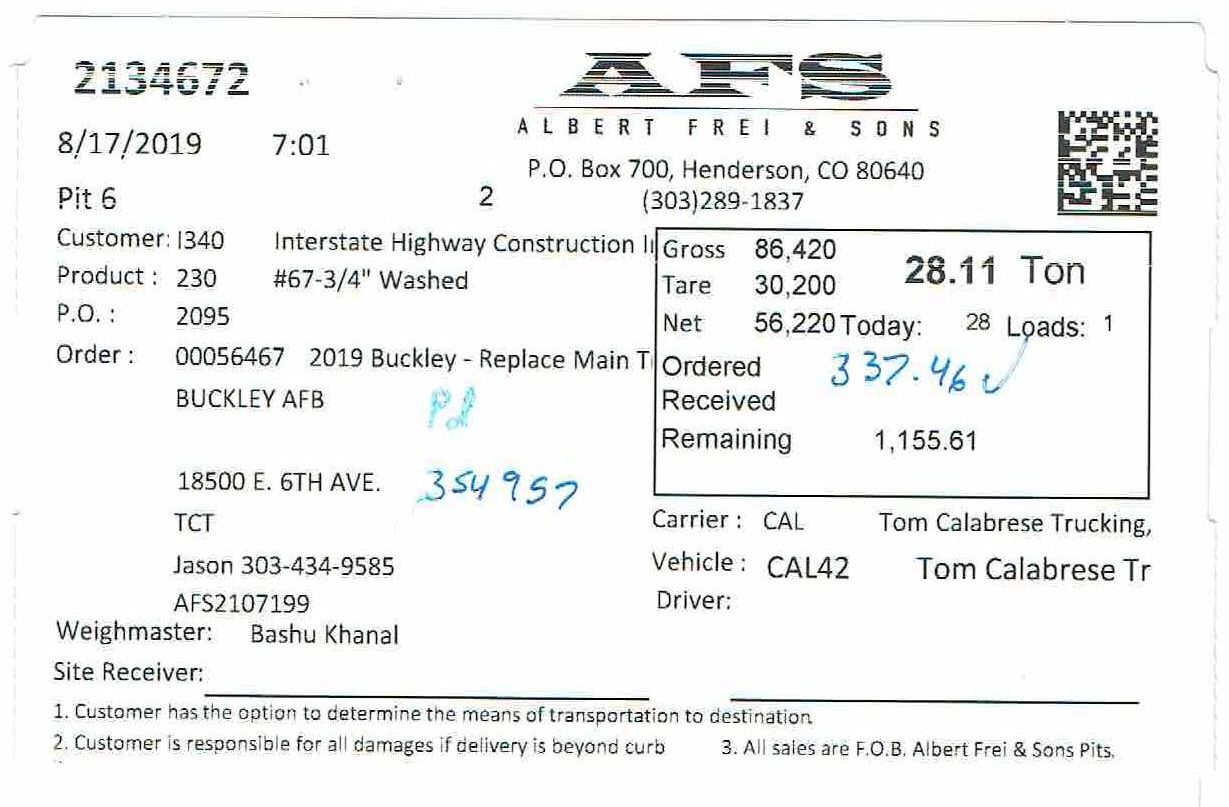 2134672
AFS
ALBERT FREI & SONS
8/17/2019 7:01
P.O. Box 700, Henderson, CO 80640
Pit 6 2 (303)289-1837
Customer: I340 Interstate Highway Construction I
Gross 86,420 28.11 Ton
Product : 230 #67-3/4" Washed
Tare 30,200
P.O. : 2095
Net 56,220 Today: 28 Loads: 1
Order : 00056467 2019 Buckley - Replace Main T
Ordered 337.46
BUCKLEY AFB
Received
Remaining 1,155.61
18500 E. 6TH AVE. 354957
TCT
Carrier : CAL Tom Calabrese Trucking,
Jason 303-434-9585
Vehicle : CAL42 Tom Calabrese Tr
AFS2107199
Driver:
Weighmaster: Bashu Khanal
Site Receiver:
1. Customer has the option to determine the means of transportation to destination
2. Customer is responsible for all damages if delivery is beyond curb 3. All sales are F.O.B. Albert Frei & Sons Pits.